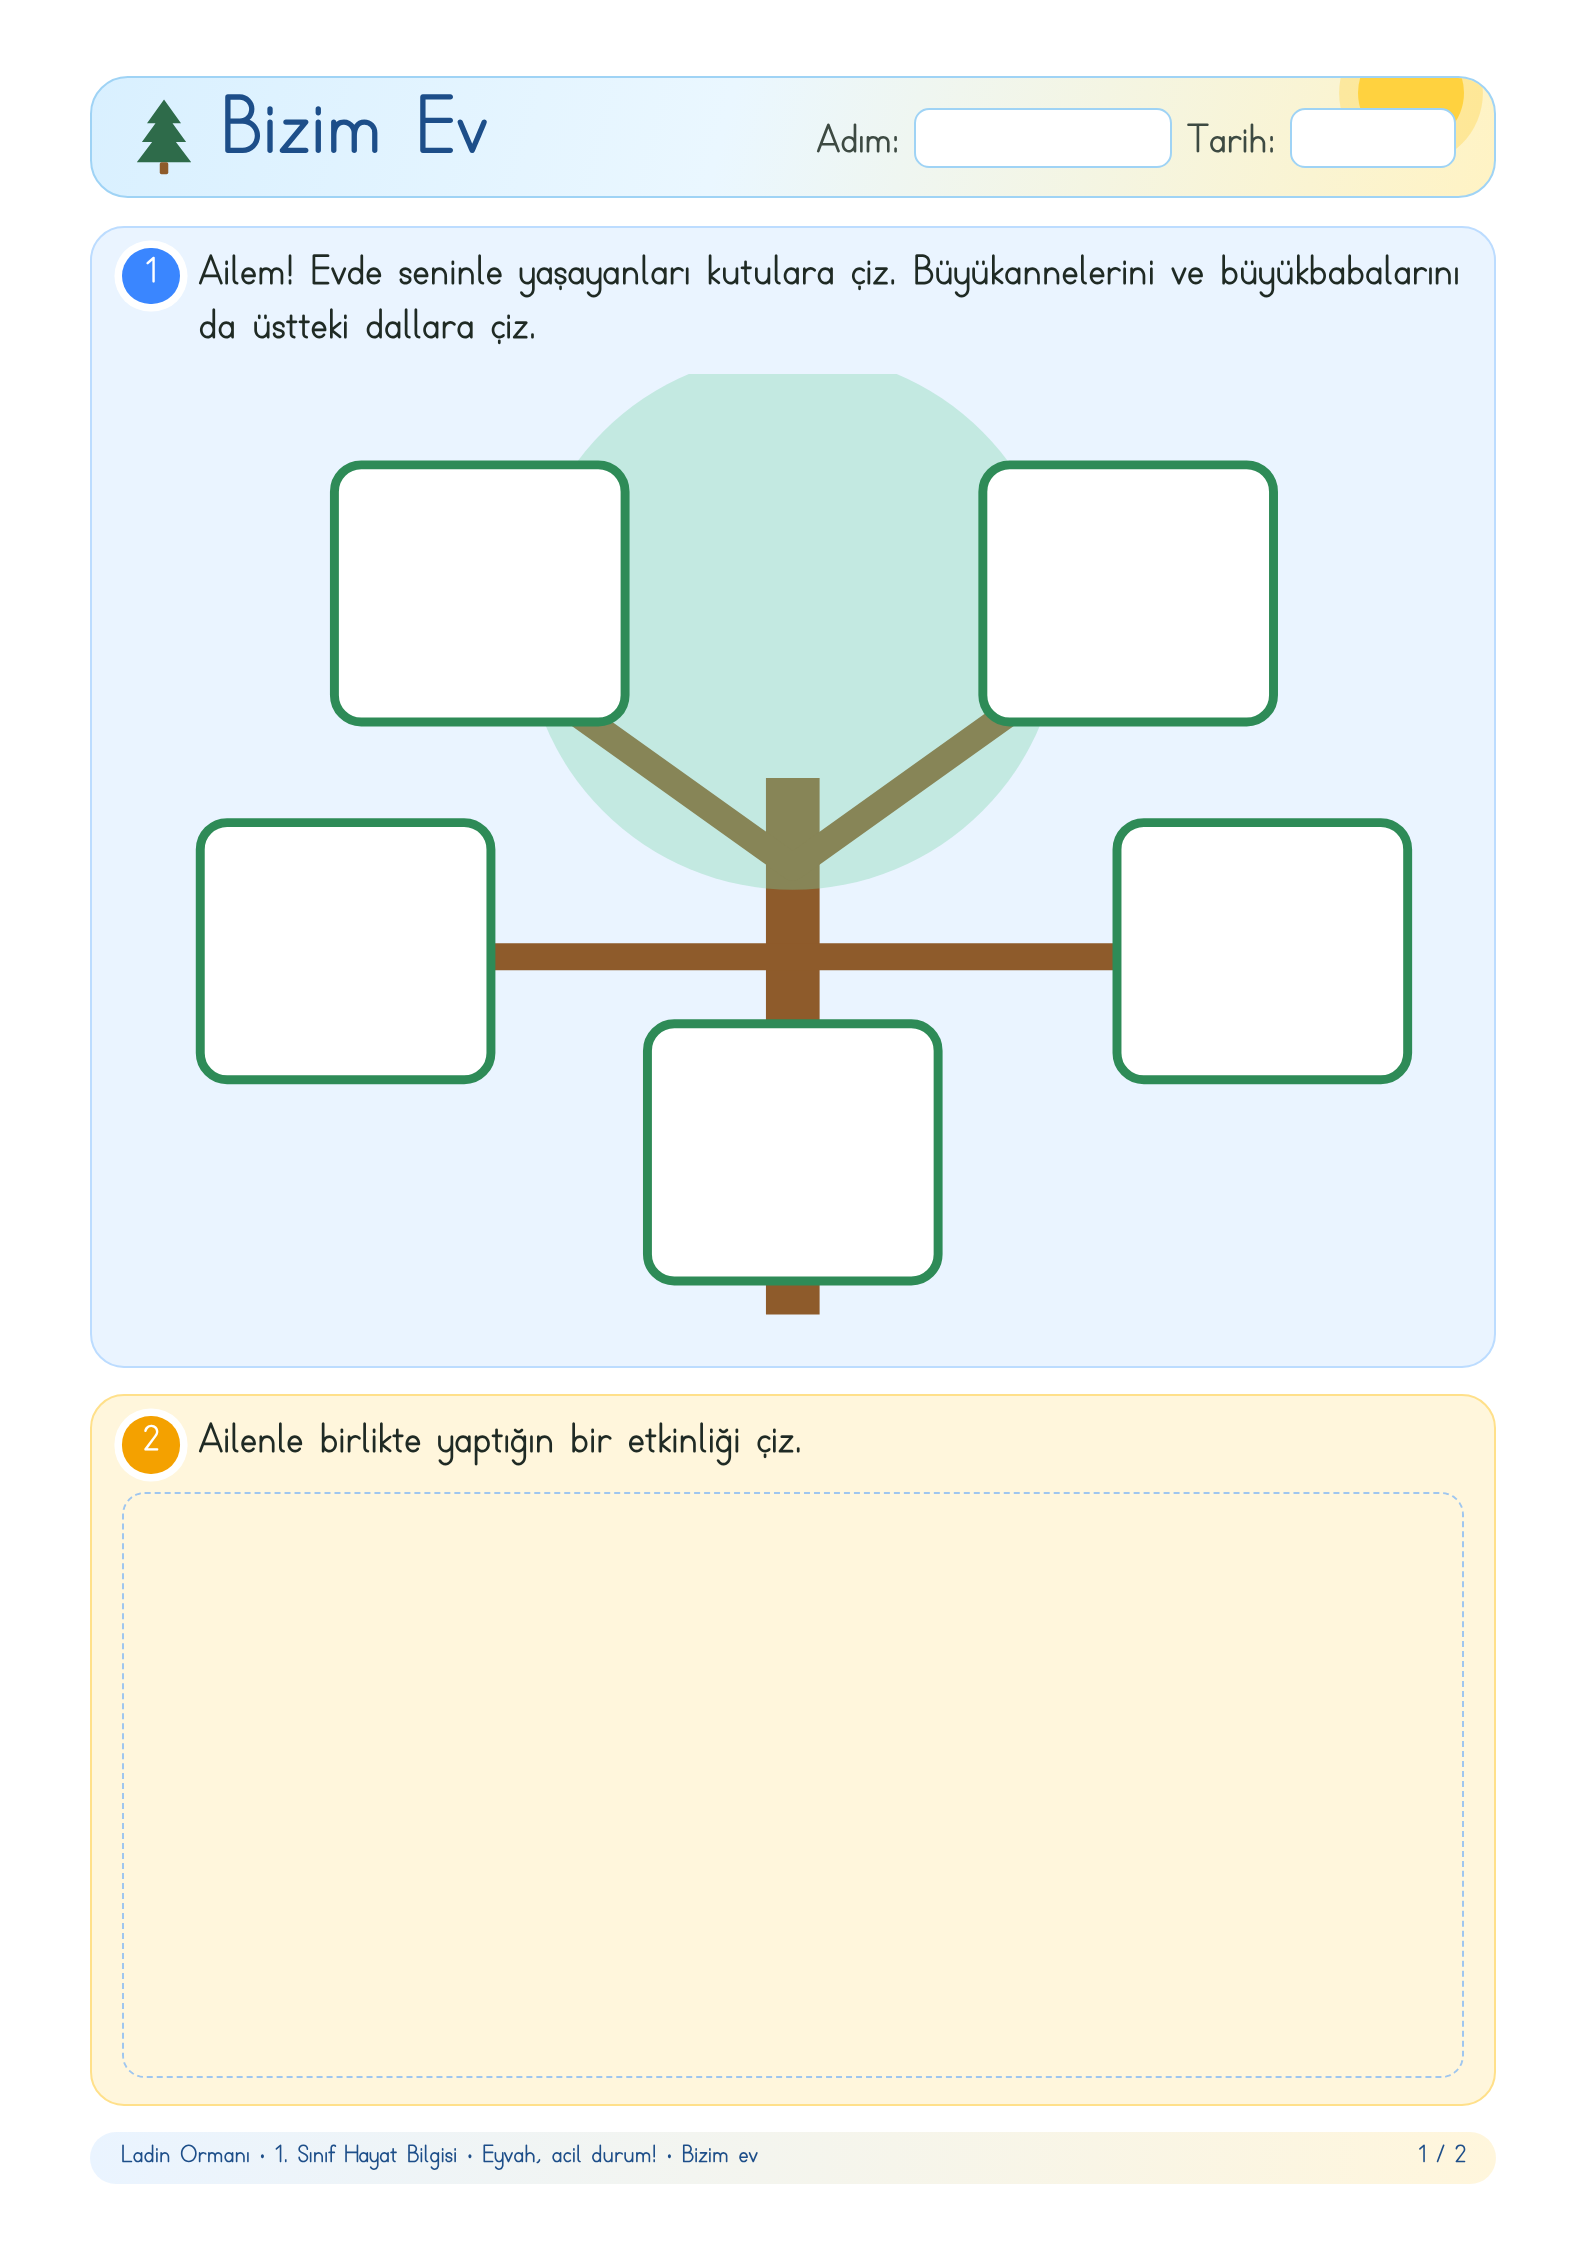 Bizim Ev
Adım:
Tarih:
1
Ailem! Evde seninle yaşayanları kutulara çiz. Büyükannelerini ve büyükbabalarını
da üstteki dallara çiz.
2
Ailenle birlikte yaptığın bir etkinliği çiz.
Ladin Ormanı • 1. Sınıf Hayat Bilgisi • Eyvah, acil durum! • Bizim ev
1 / 2